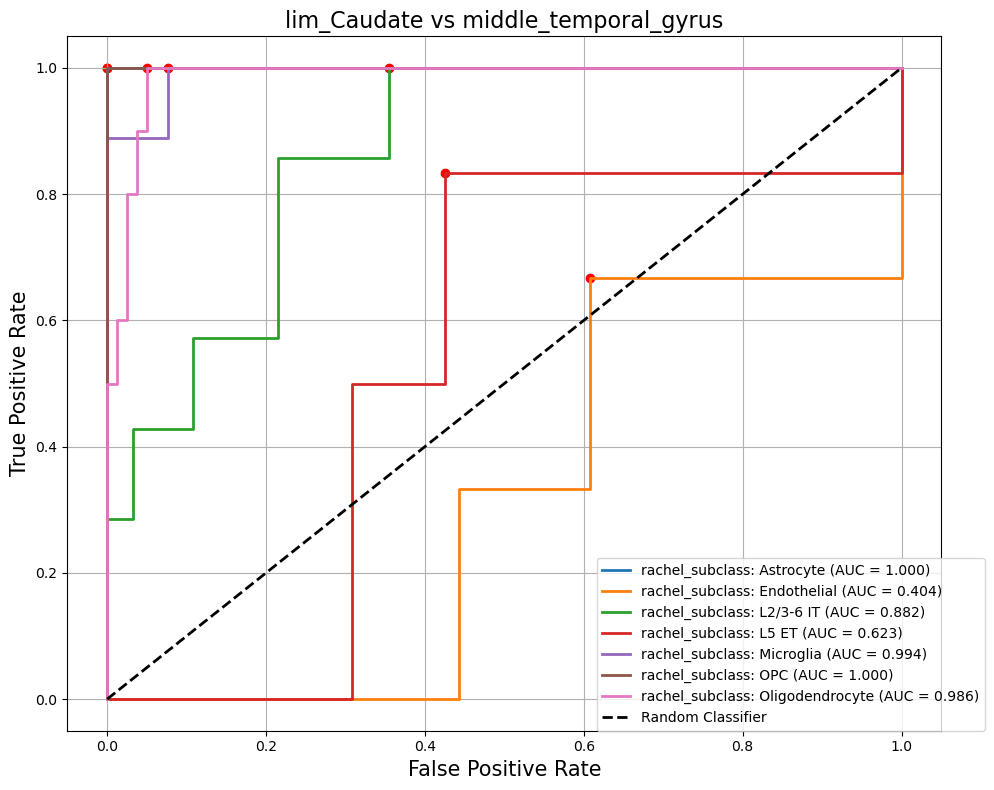 lim_Caudate vs middle_temporal_gyrus
True Positive Rate
1.0
0.8
0.6
0.4
0.2
0.0
rachel_subclass: Astrocyte (AUC = 1.000)
rachel_subclass: Endothelial (AUC = 0.404)
rachel_subclass: L2/3-6 IT (AUC = 0.882)
rachel_subclass: L5 ET (AUC = 0.623)
rachel_subclass: Microglia (AUC = 0.994)
rachel_subclass: OPC (AUC = 1.000)
rachel_subclass: Oligodendrocyte (AUC = 0.986)
Random Classifier
0.0 0.2 0.4 0.6 0.8 1.0
False Positive Rate